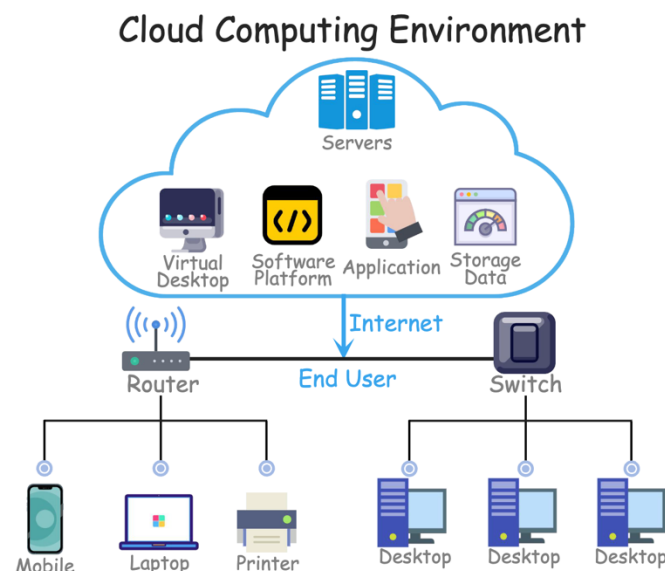 Cloud Computing Environment
Servers
Virtual
Desktop
Software
Platform
Application
Storage
Data
Internet
Router
End User
Switch
Mobile
Laptop
Printer
Desktop
Desktop
Desktop